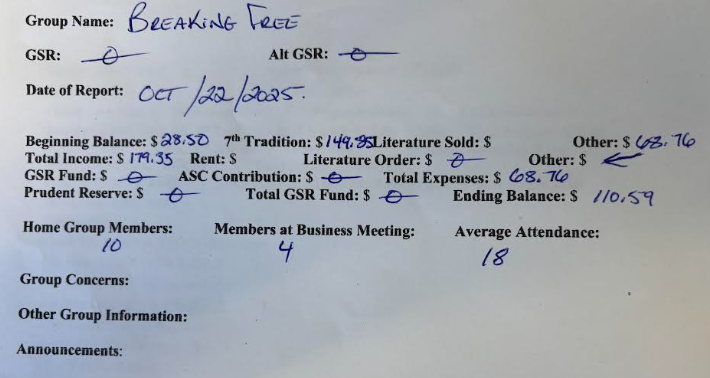 Group Name: BREAKING FREE
GSR: 0 Alt GSR: 0
Date of Report: OCT /22/2025.
Beginning Balance: $ 28.50 7th Tradition: $ 149.85 Literature Sold: $ Other: $ 68.76
Total Income: $ 179.35 Rent: $ Literature Order: $ 0 Other: $ ←
GSR Fund: $ 0 ASC Contribution: $ 0 Total Expenses: $ 68.76
Prudent Reserve: $ 0 Total GSR Fund: $ 0 Ending Balance: $ 110.59
Home Group Members: Members at Business Meeting: Average Attendance:
10 4 18
Group Concerns:
Other Group Information:
Announcements: